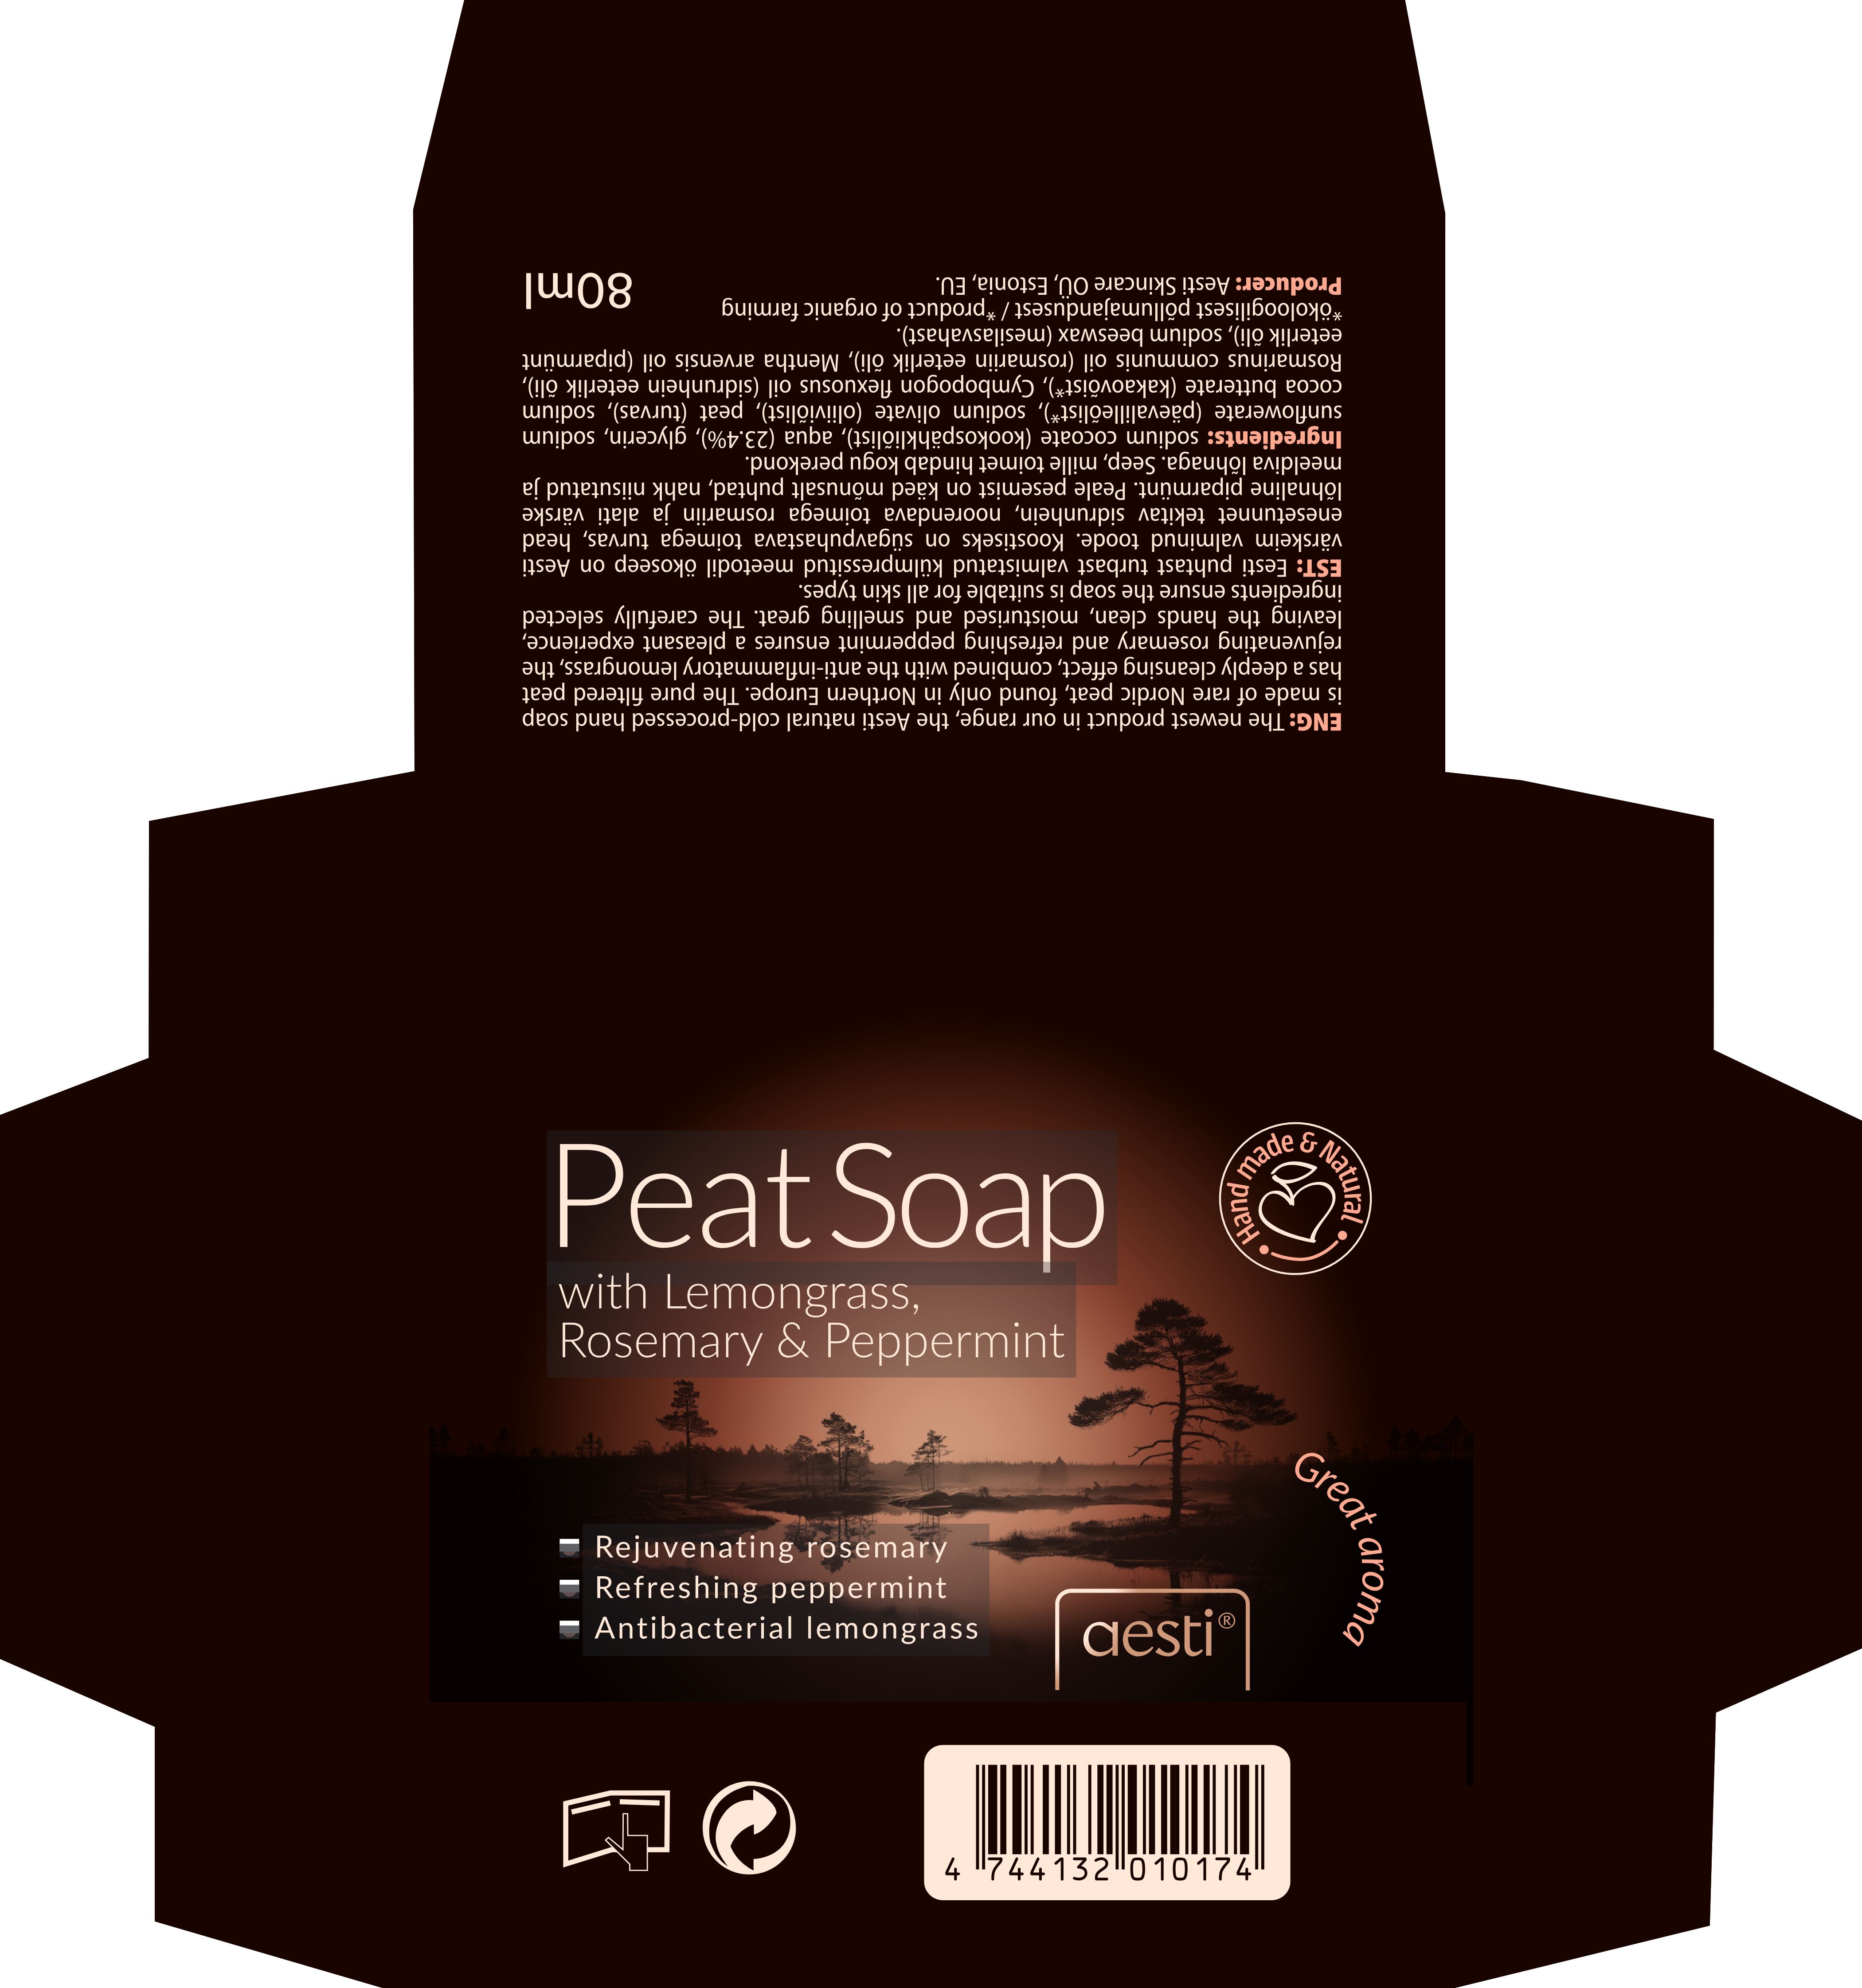 ENG: The newest product in our range, the Aesti natural cold-processed hand soap
is made of rare Nordic peat, found only in Northern Europe. The pure filtered peat
has a deeply cleansing effect, combined with the anti-inflammatory lemongrass, the
rejuvenating rosemary and refreshing peppermint ensures a pleasant experience,
leaving the hands clean, moisturised and smelling great. The carefully selected
ingredients ensure the soap is suitable for all skin types.
EST: Eesti puhtast turbast valmistatud külmpressitud meetodil ökoseep on Aesti
värskeim valminud toode. Koostiseks on sügavpuhastava toimega turvas, head
enesetunnet tekitav sidrunhein, noorendava toimega rosmariin ja alati värske
lõhnaline piparmünt. Peale pesemist on käed mõnusalt puhtad, nahk niisutatud ja
meeldiva lõhnaga. Seep, mille toimet hindab kogu perekond.
Ingredients: sodium cocoate (kookospähkliõlist), aqua (23.4%), glycerin, sodium
sunflowerate (päevalilleõlist*), sodium olivate (oliiviõlist), peat (turvas), sodium
cocoa butterate (kakaovõist*), Cymbopogon flexuosus oil (sidrunhein eeterlik õli),
Rosmarinus communis oil (rosmariin eeterlik õli), Mentha arvensis oil (piparmünt
eeterlik õli), sodium beeswax (mesilasvahast).
*ökoloogilisest põllumajandusest / *product of organic farming
Producer: Aesti Skincare OÜ, Estonia, EU.
80ml
Peat Soap
with Lemongrass,
Rosemary & Peppermint
Hand made & Natural
Great aroma
Rejuvenating rosemary
Refreshing peppermint
Antibacterial lemongrass
aesti®
4 744132 010174